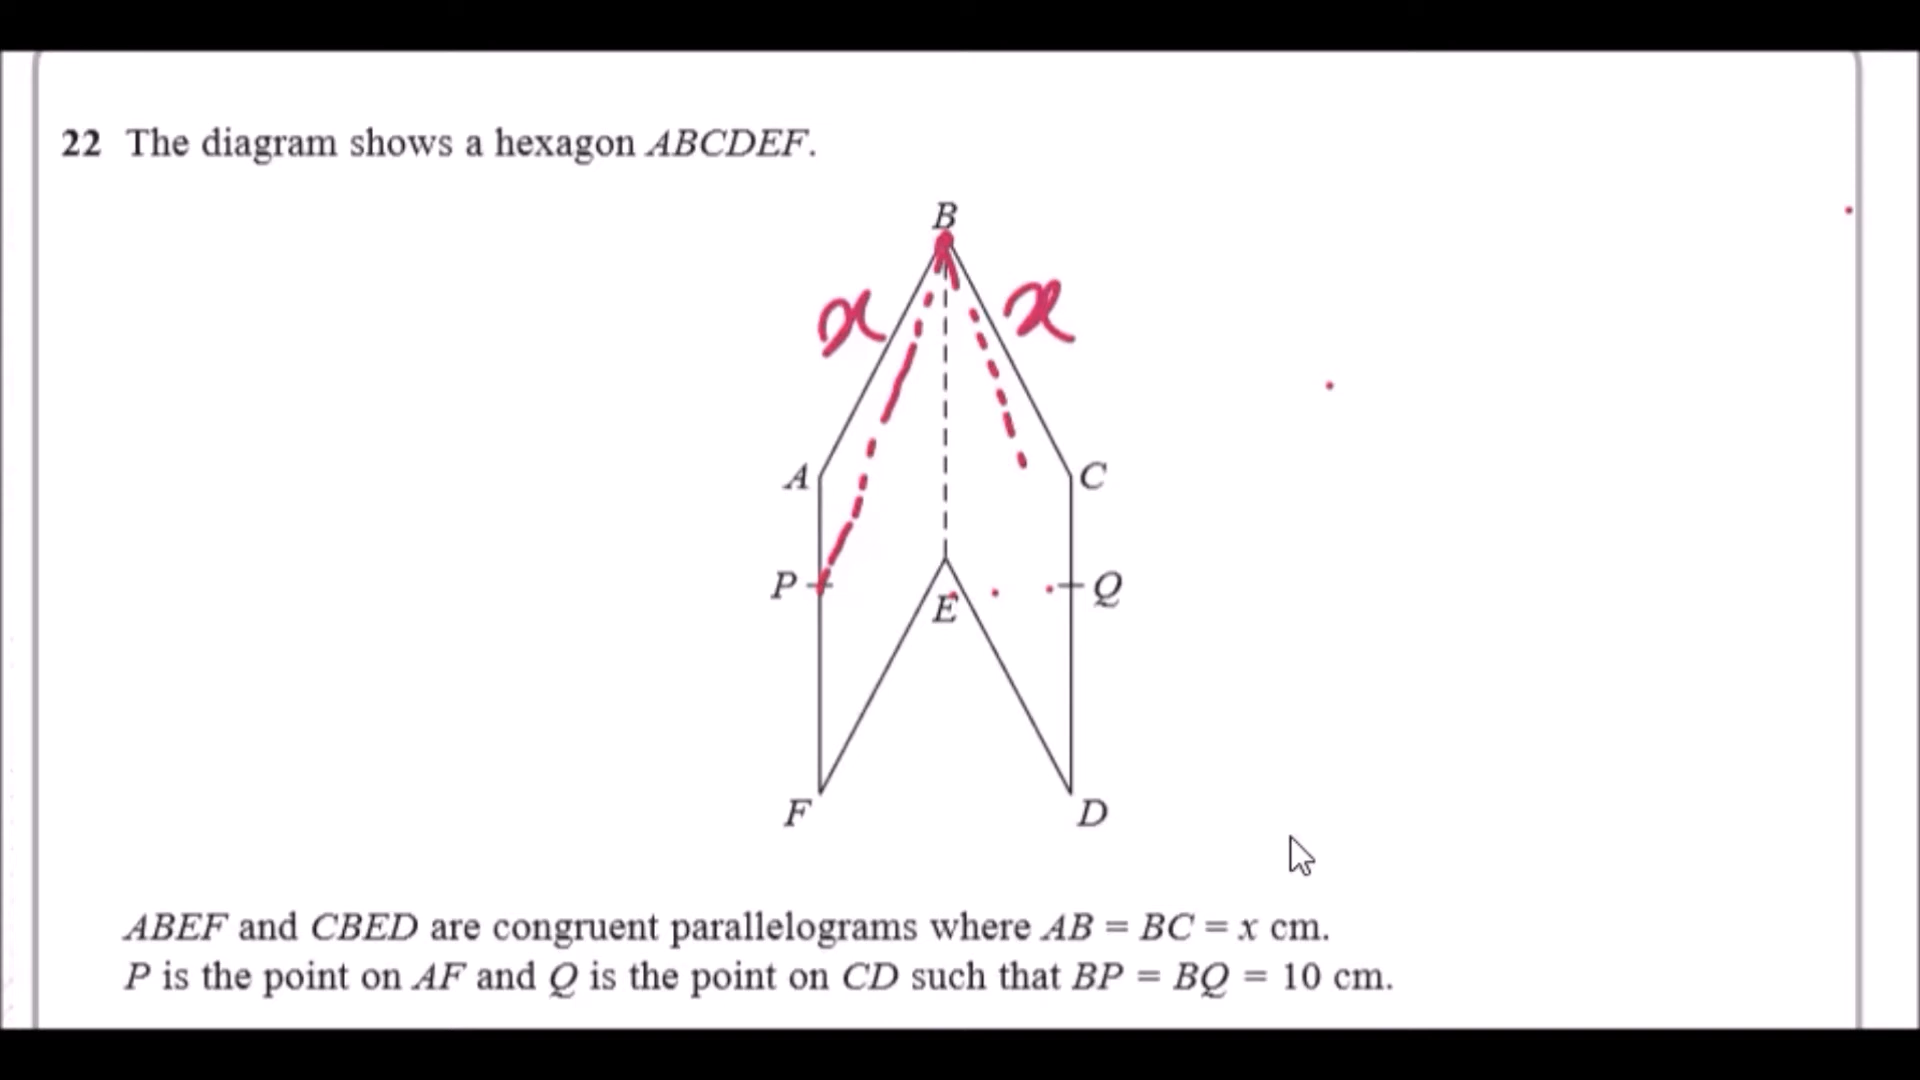 22 The diagram shows a hexagon ABCDEF.
B
x x
A C
P Q
E
F D
ABEF and CBED are congruent parallelograms where AB = BC = x cm.
P is the point on AF and Q is the point on CD such that BP = BQ = 10 cm.